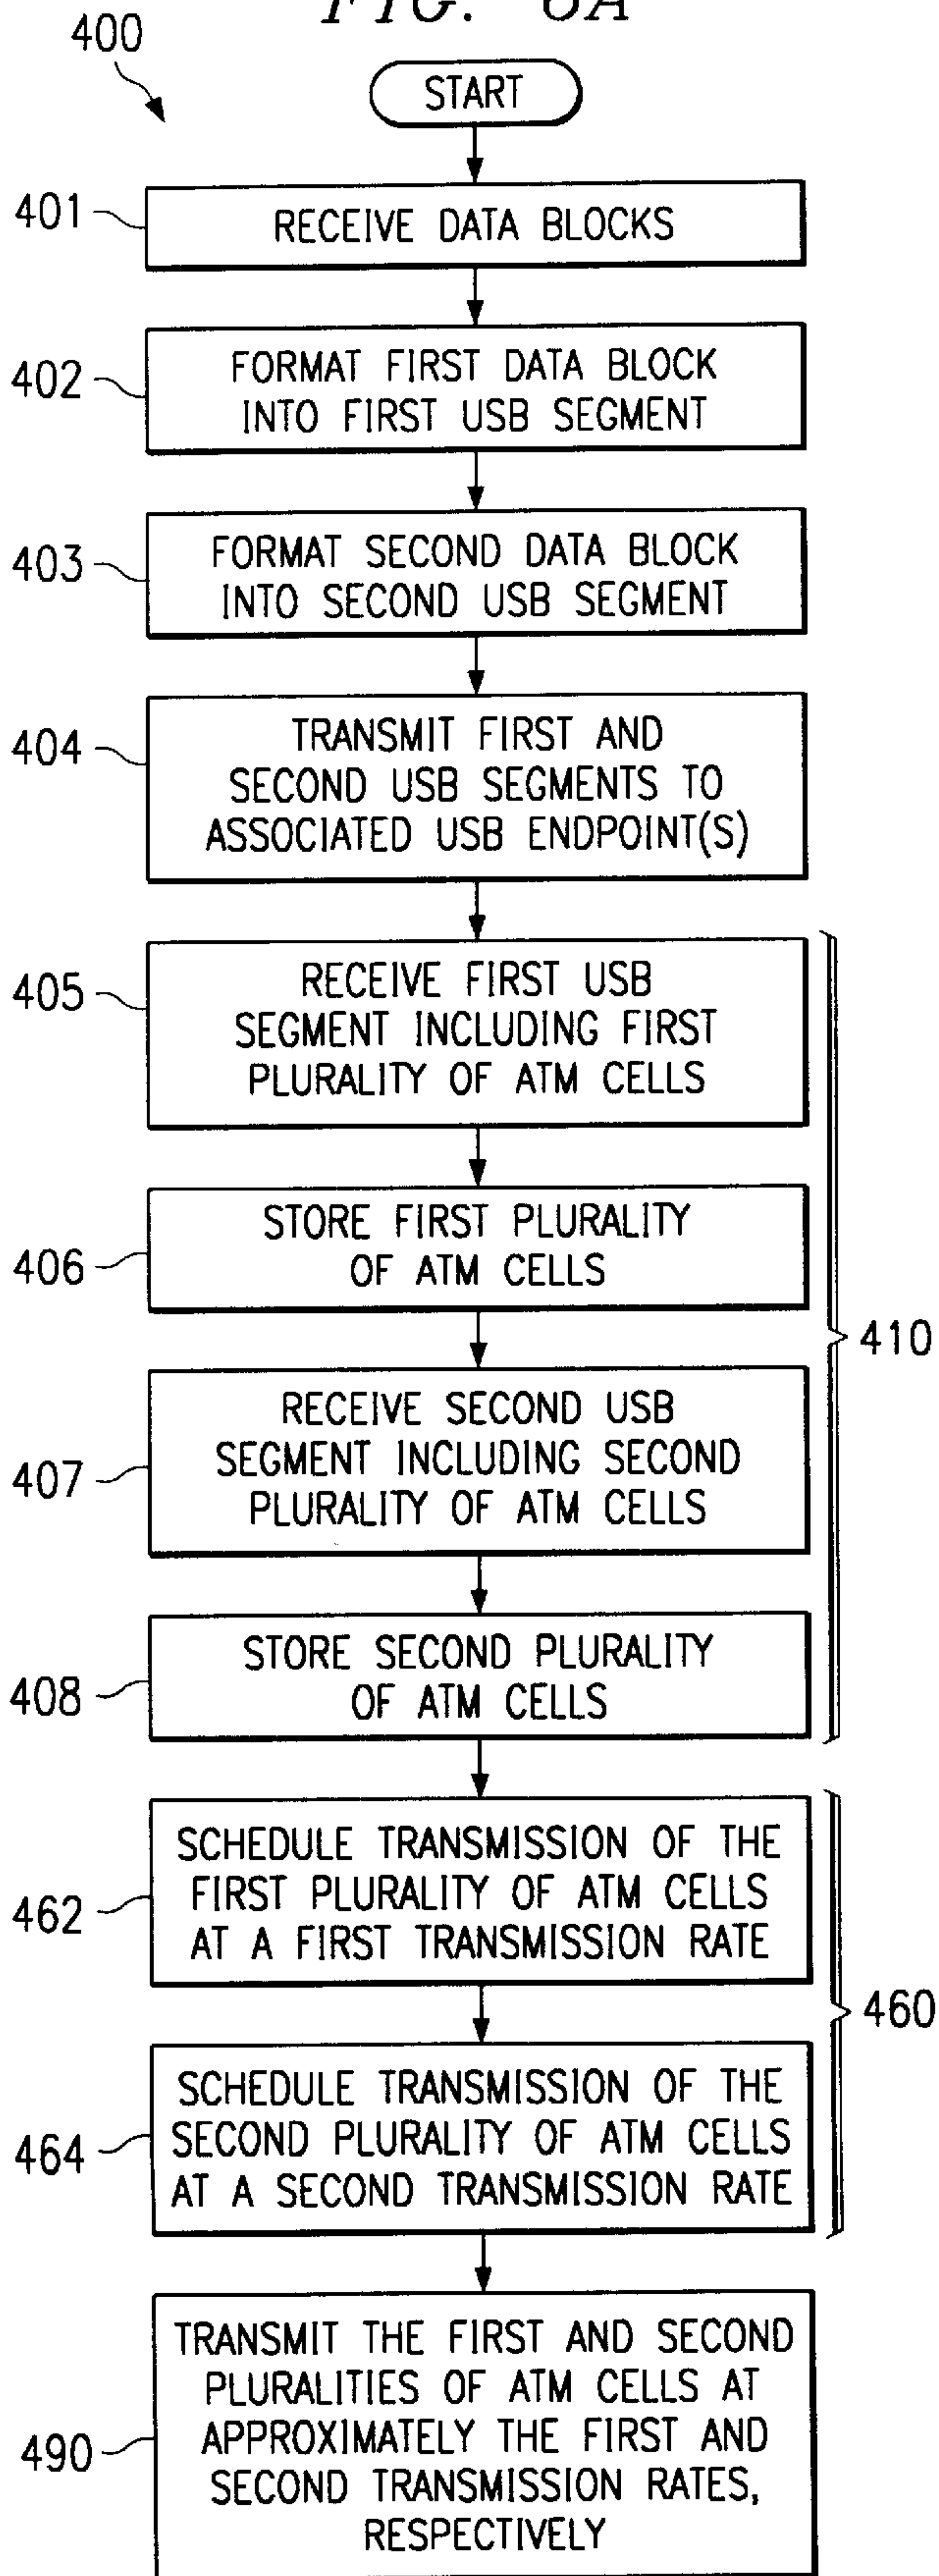 FIG. 6A
400
START
401
RECEIVE DATA BLOCKS
402
FORMAT FIRST DATA BLOCK
INTO FIRST USB SEGMENT
403
FORMAT SECOND DATA BLOCK
INTO SECOND USB SEGMENT
404
TRANSMIT FIRST AND
SECOND USB SEGMENTS TO
ASSOCIATED USB ENDPOINT(S)
405
RECEIVE FIRST USB
SEGMENT INCLUDING FIRST
PLURALITY OF ATM CELLS
406
STORE FIRST PLURALITY
OF ATM CELLS
410
407
RECEIVE SECOND USB
SEGMENT INCLUDING SECOND
PLURALITY OF ATM CELLS
408
STORE SECOND PLURALITY
OF ATM CELLS
462
SCHEDULE TRANSMISSION OF THE
FIRST PLURALITY OF ATM CELLS
AT A FIRST TRANSMISSION RATE
460
464
SCHEDULE TRANSMISSION OF THE
SECOND PLURALITY OF ATM CELLS
AT A SECOND TRANSMISSION RATE
490
TRANSMIT THE FIRST AND SECOND
PLURALITIES OF ATM CELLS AT
APPROXIMATELY THE FIRST AND
SECOND TRANSMISSION RATES,
RESPECTIVELY